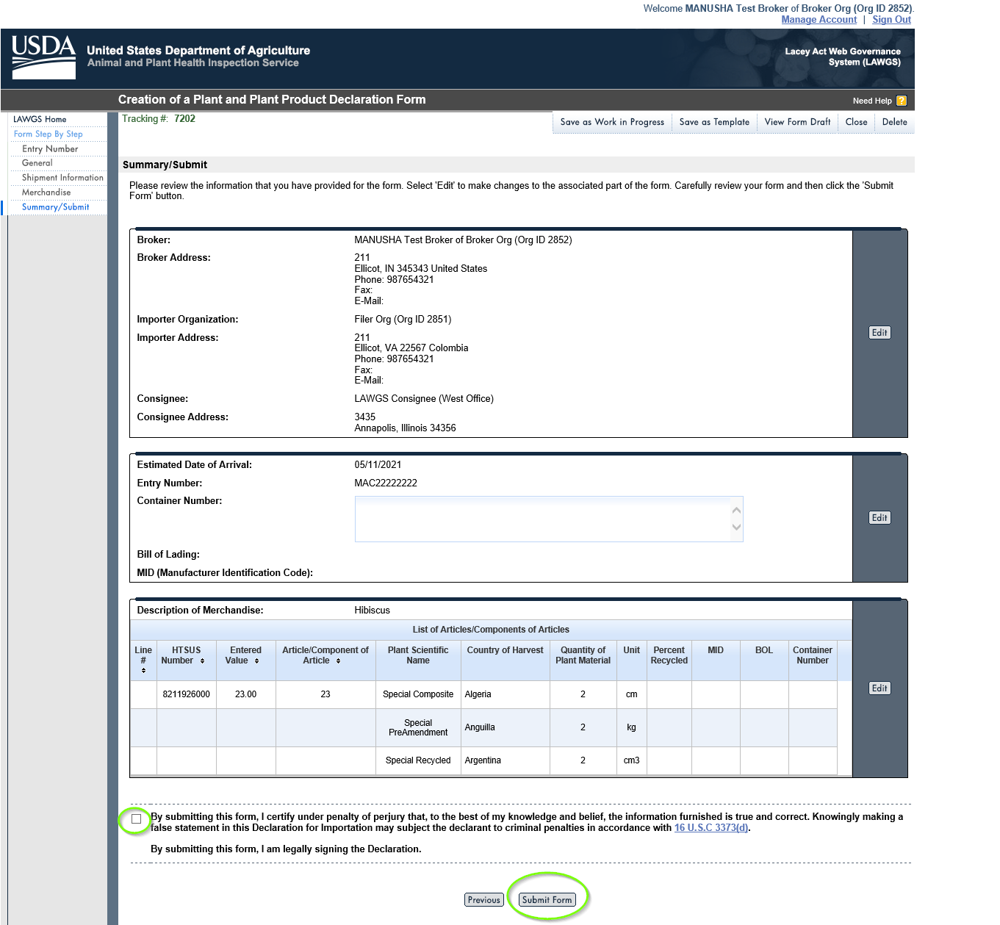 Welcome MANUSHA Test Broker of Broker Org (Org ID 2852).
Manage Account | Sign Out
USDA
United States Department of Agriculture
Animal and Plant Health Inspection Service
Lacey Act Web Governance
System (LAWGS)
Creation of a Plant and Plant Product Declaration Form
Need Help ?
LAWGS Home
Form Step By Step
Entry Number
General
Shipment Information
Merchandise
Summary/Submit
Tracking #: 7202
Save as Work in Progress
Save as Template
View Form Draft
Close
Delete
Summary/Submit
Please review the information that you have provided for the form. Select 'Edit' to make changes to the associated part of the form. Carefully review your form and then click the 'Submit
Form' button.
Broker: MANUSHA Test Broker of Broker Org (Org ID 2852)
Broker Address: 211
Ellicot, IN 345343 United States
Phone: 987654321
Fax:
E-Mail:
Importer Organization: Filer Org (Org ID 2851)
Importer Address: 211
Ellicot, VA 22567 Colombia
Phone: 987654321
Fax:
E-Mail:
Consignee: LAWGS Consignee (West Office)
Consignee Address: 3435
Annapolis, Illinois 34356
Edit
Estimated Date of Arrival: 05/11/2021
Entry Number: MAC22222222
Container Number:
Bill of Lading:
MID (Manufacturer Identification Code):
Edit
Description of Merchandise: Hibiscus
List of Articles/Components of Articles
Line # HTSUS Number Entered Value Article/Component of Article Plant Scientific Name Country of Harvest Quantity of Plant Material Unit Percent Recycled MID BOL Container Number
8211926000 23.00 23 Special Composite Algeria 2 cm
Special PreAmendment Anguilla 2 kg
Special Recycled Argentina 2 cm3
Edit
By submitting this form, I certify under penalty of perjury that, to the best of my knowledge and belief, the information furnished is true and correct. Knowingly making a
false statement in this Declaration for Importation may subject the declarant to criminal penalties in accordance with 16 U.S.C 3373(d).
By submitting this form, I am legally signing the Declaration.
Previous
Submit Form